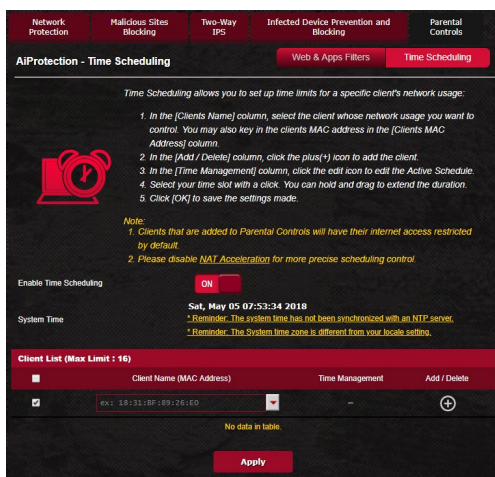 Network Protection
Malicious Sites Blocking
Two-Way IPS
Infected Device Prevention and Blocking
Parental Controls
AiProtection - Time Scheduling
Web & Apps Filters
Time Scheduling
Time Scheduling allows you to set up time limits for a specific client's network usage:
1. In the [Clients Name] column, select the client whose network usage you want to
control. You may also key in the clients MAC address in the [Clients
MAC
Address] column.
2. In the [Add / Delete] column, click the plus(+) icon to add the client.
3. In the [Time Management] column, click the edit icon to edit the Active Schedule.
4. Select your time slot with a click. You can hold and drag to extend the duration.
5. Click [OK] to save the settings made.
Note:
1. Clients that are added to Parental Controls will have their internet access restricted
by default.
2. Please disable NAT Acceleration for more precise scheduling control.
Enable Time Scheduling
ON
System Time
Sat, May 05 07:53:34 2018
* Reminder: The system time has not been synchronized with an NTP server.
* Reminder: The System time zone is different from your locale setting.
Client List (Max Limit : 16)
Client Name (MAC Address)
Time Management
Add / Delete
ex: 18:31:BF:89:26:E0
-
No data in table.
Apply